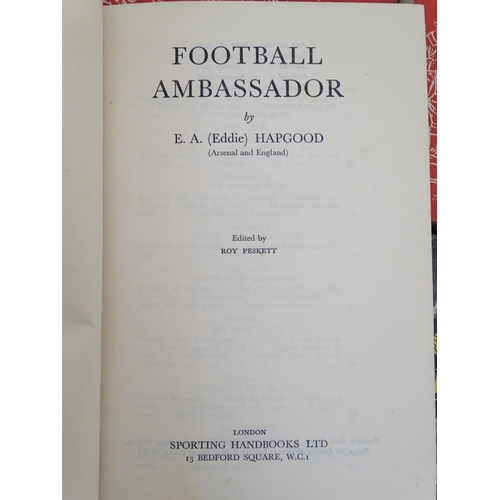 FOOTBALL
AMBASSADOR
by
E. A. (Eddie) HAPGOOD
(Arsenal and England)
Edited by
ROY PESKETT
LONDON
SPORTING HANDBOOKS LTD
13 BEDFORD SQUARE, W.C.1